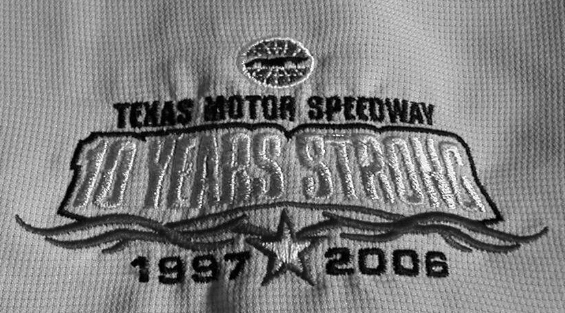 TEXAS MOTOR SPEEDWAY
10 YEARS STRONG
1997 2006